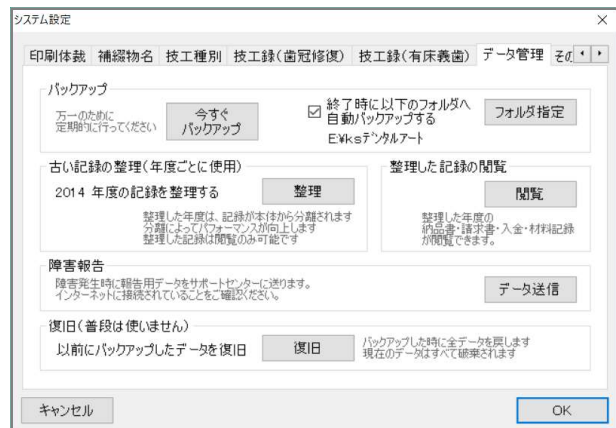 システム設定
印刷体裁 補綴物名 技工種別 技工録(歯冠修復) 技工録(有床義歯) データ管理 その
バックアップ
万一のために
定期的に行ってください
今すぐ
バックアップ
終了時に以下のフォルダへ
自動バックアップする
E:¥ksデンタルアート
フォルダ指定
古い記録の整理(年度ごとに使用)
2014 年度の記録を整理する
整理
整理した年度は、記録が本体から分離されます
分離によってパフォーマンスが向上します
整理した記録は閲覧のみ可能です
整理した記録の閲覧
閲覧
整理した年度の
納品書・請求書・入金・材料記録
が閲覧できます。
障害報告
障害発生時に報告用データをサポートセンターに送ります。
インターネットに接続されていることをご確認ください。
データ送信
復旧(普段は使いません)
以前にバックアップしたデータを復旧
復旧
バックアップした時に全データを戻します
現在のデータはすべて破棄されます
キャンセル
OK